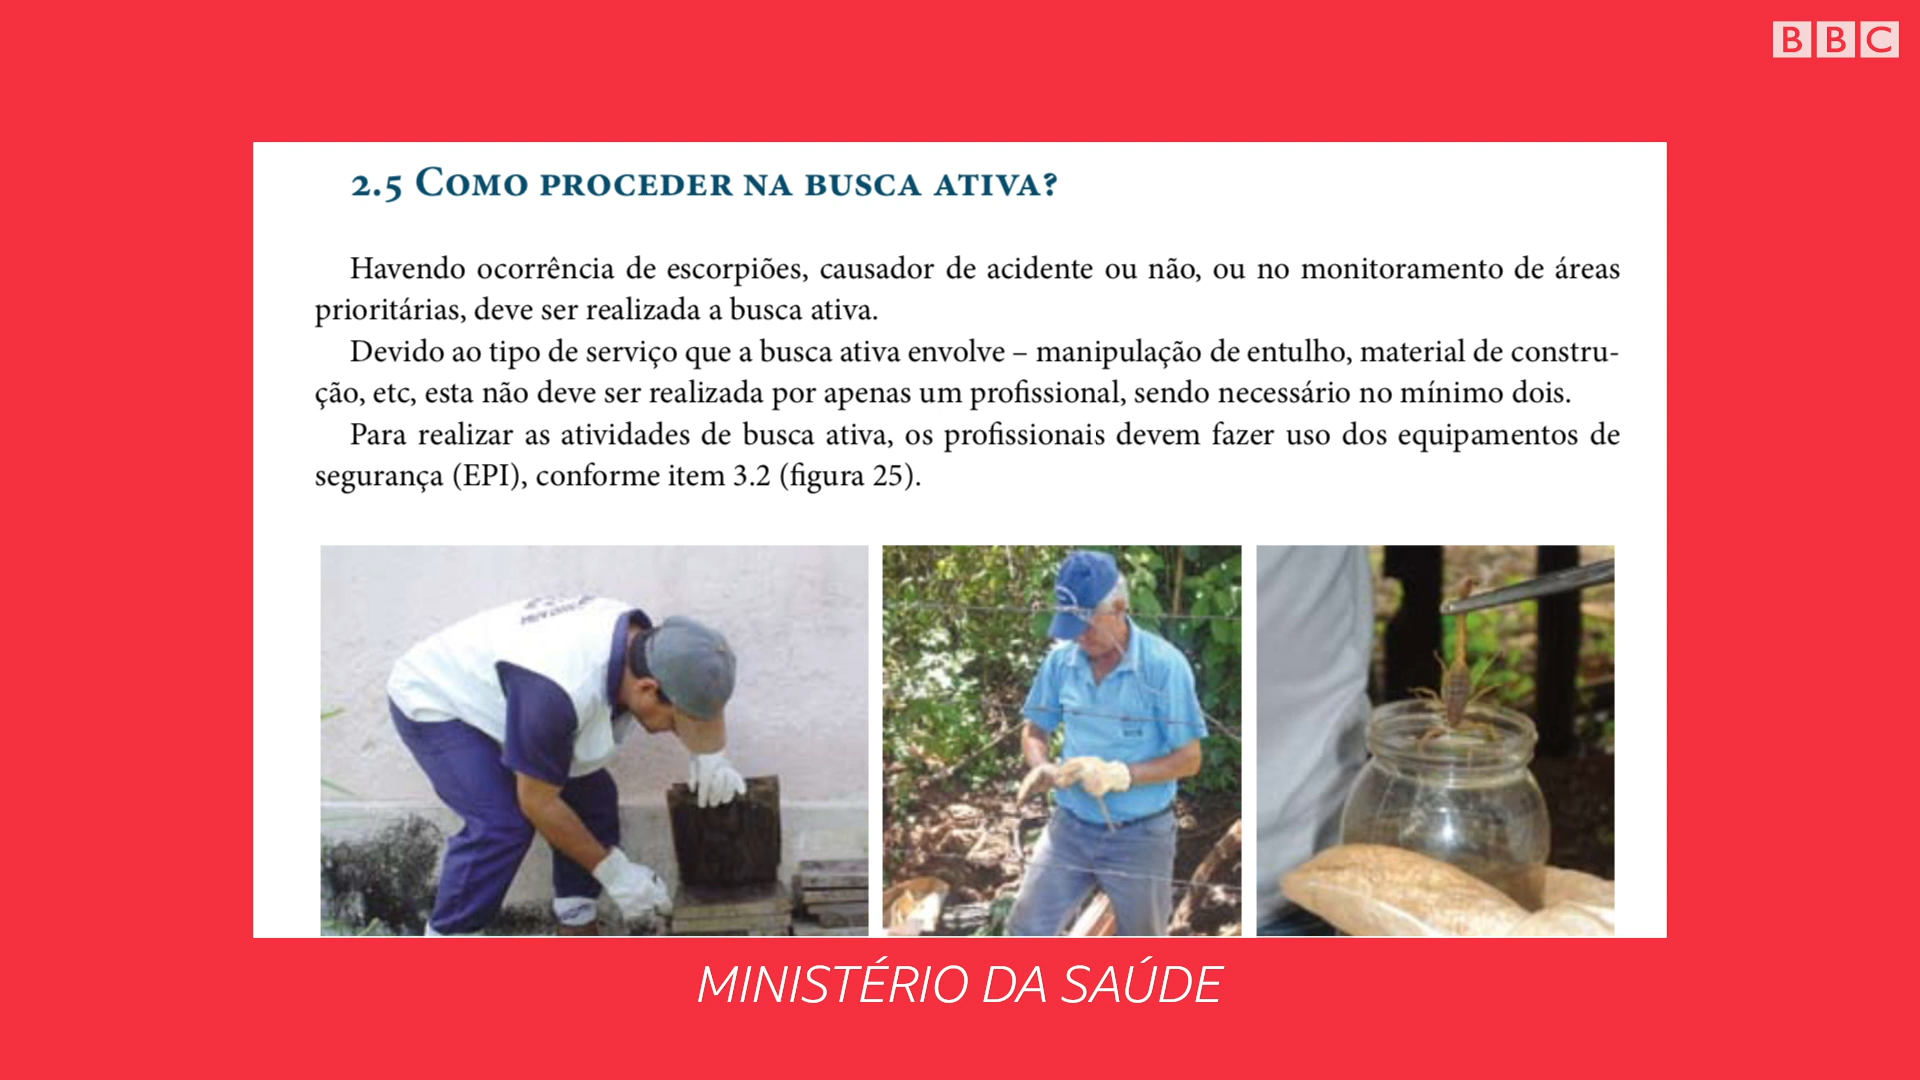 BBC
2.5 Como proceder na busca ativa?
Havendo ocorrência de escorpiões, causador de acidente ou não, ou no monitoramento de áreas
prioritárias, deve ser realizada a busca ativa.
Devido ao tipo de serviço que a busca ativa envolve – manipulação de entulho, material de constru-
ção, etc, esta não deve ser realizada por apenas um profissional, sendo necessário no mínimo dois.
Para realizar as atividades de busca ativa, os profissionais devem fazer uso dos equipamentos de
segurança (EPI), conforme item 3.2 (figura 25).
MINISTÉRIO DA SAÚDE